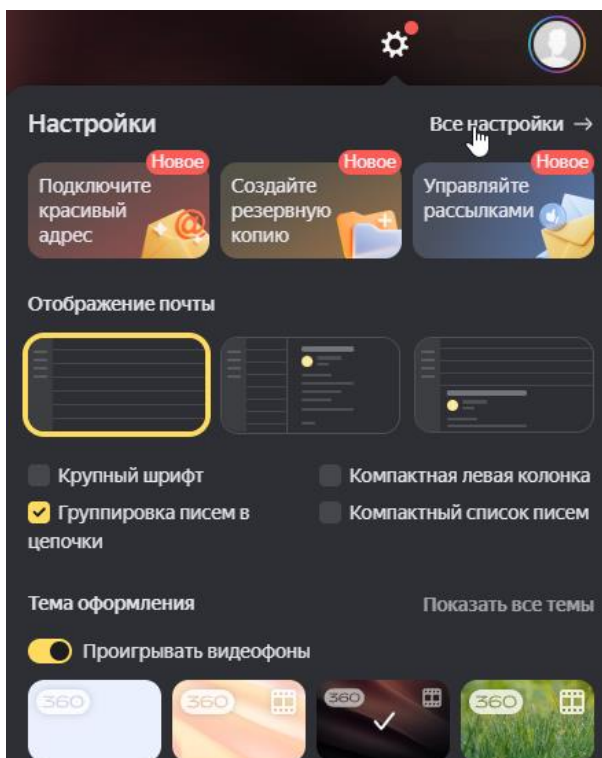 Настройки
Все настройки →
Новое
Новое
Новое
Подключите
красивый
адрес
Создайте
резервную
копию
Управляйте
рассылками
Отображение почты
Крупный шрифт
Компактная левая колонка
Группировка писем в
цепочки
Компактный список писем
Тема оформления
Показать все темы
Проигрывать видеофоны
360
360
360
360